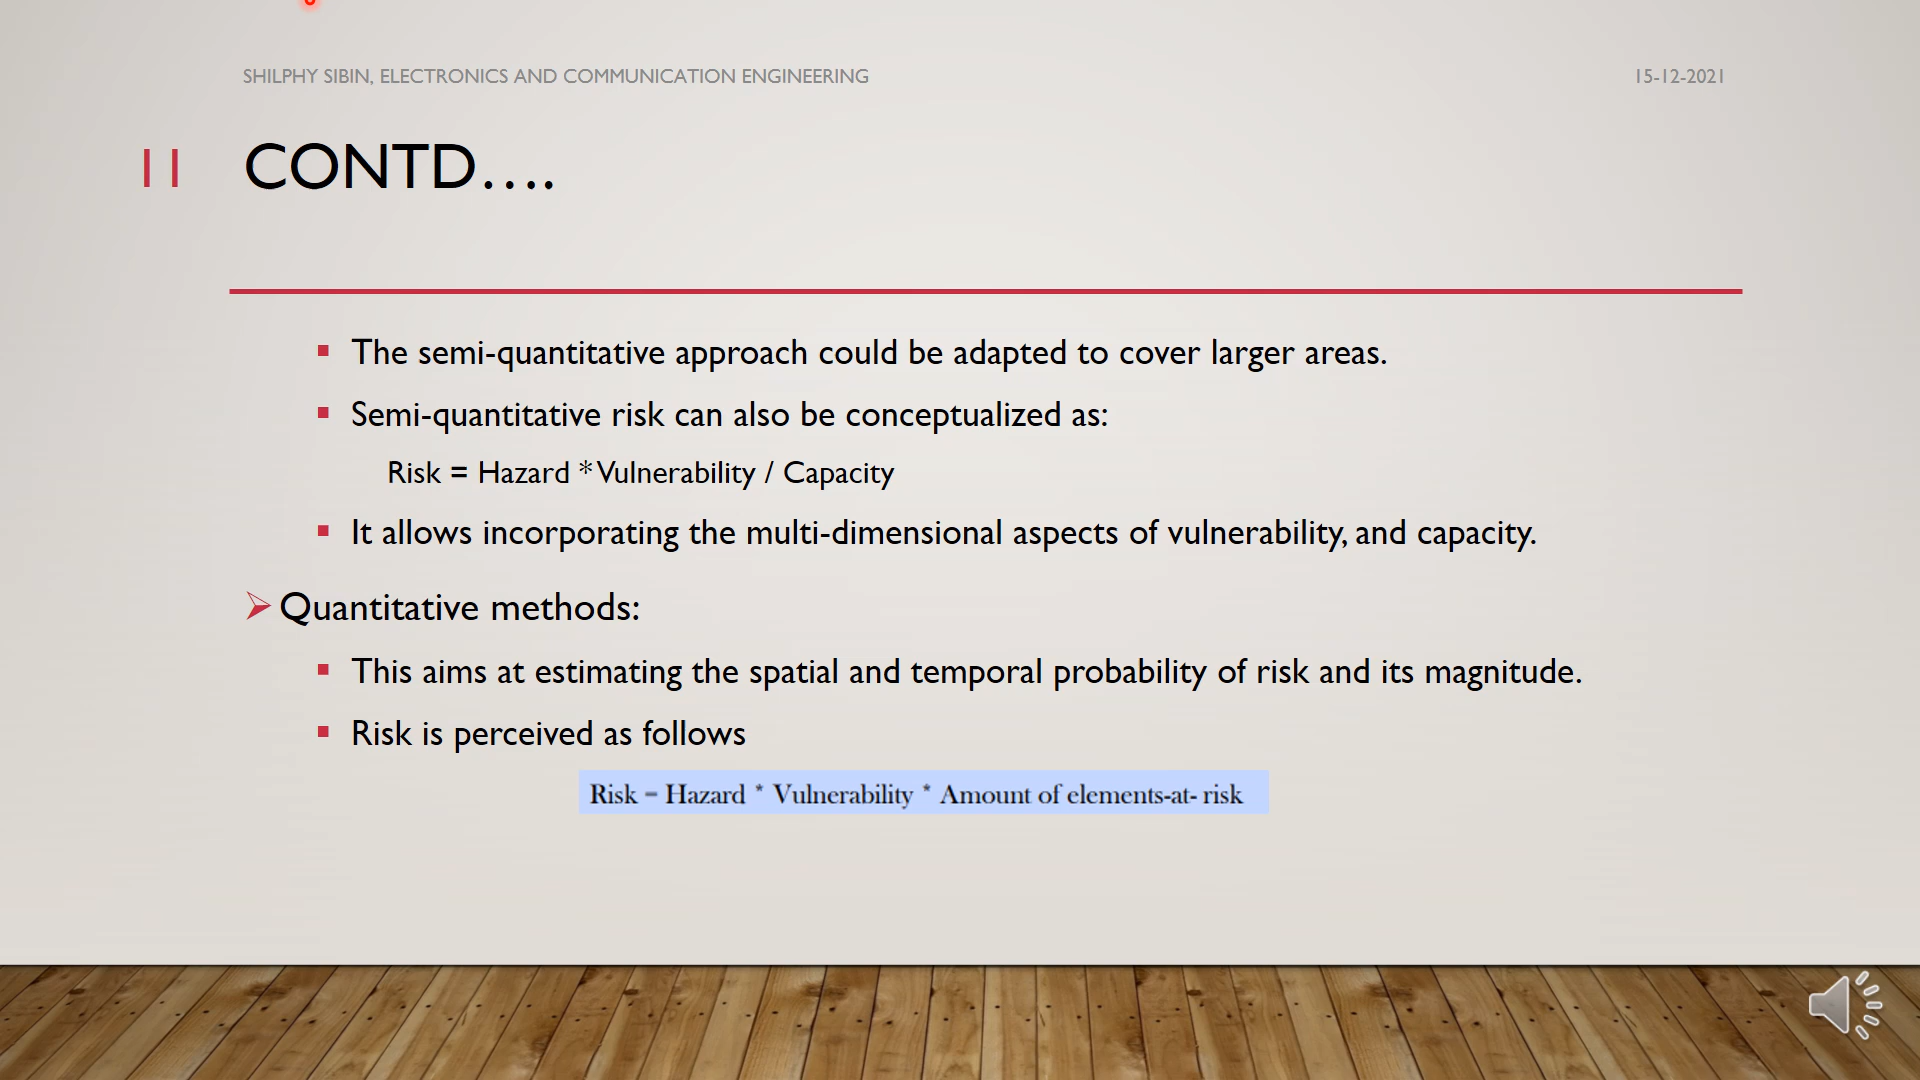 SHILPHY SIBIN, ELECTRONICS AND COMMUNICATION ENGINEERING
15-12-2021
11
CONTD....
The semi-quantitative approach could be adapted to cover larger areas.
Semi-quantitative risk can also be conceptualized as:
Risk = Hazard * Vulnerability / Capacity
It allows incorporating the multi-dimensional aspects of vulnerability, and capacity.
Quantitative methods:
This aims at estimating the spatial and temporal probability of risk and its magnitude.
Risk is perceived as follows
Risk = Hazard * Vulnerability * Amount of elements-at- risk